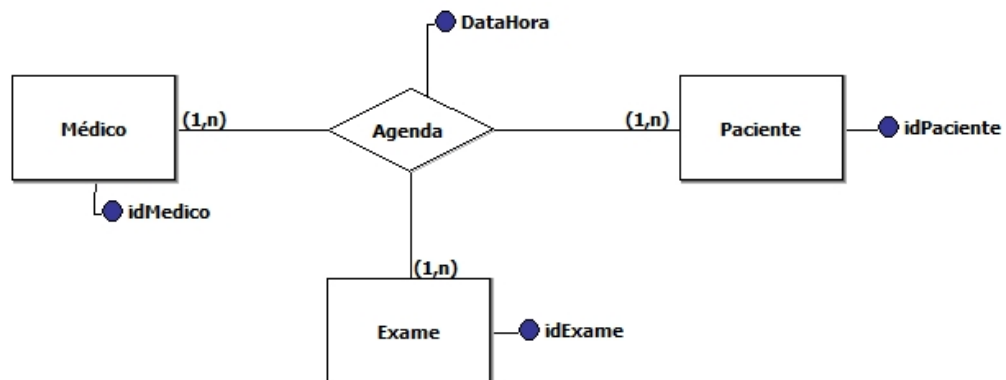 DataHora
Médico
(1,n)
Agenda
(1,n)
Paciente
idPaciente
idMedico
(1,n)
Exame
idExame